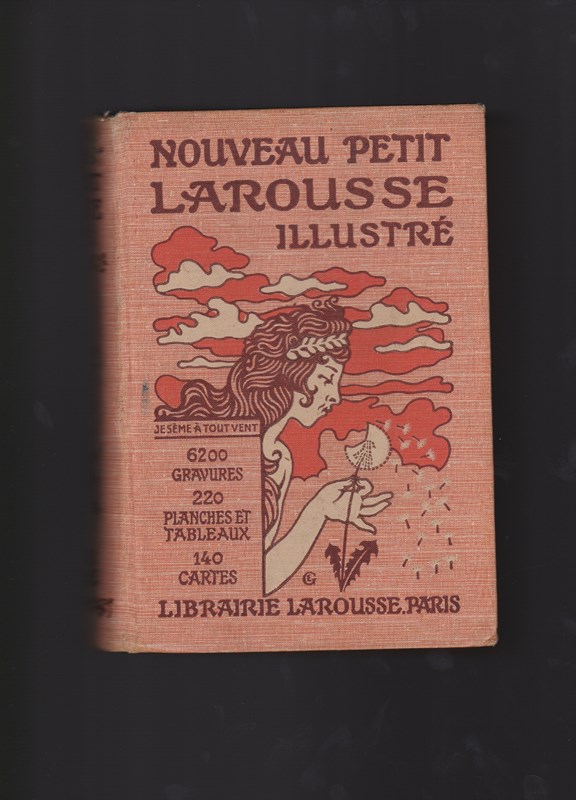 NOUVEAU PETIT
LAROUSSE
ILLUSTRÉ
JE SÈME À TOUT VENT
6200
GRAVURES
220
PLANCHES ET
TABLEAUX
140
CARTES
CG
LIBRAIRIE LAROUSSE. PARIS